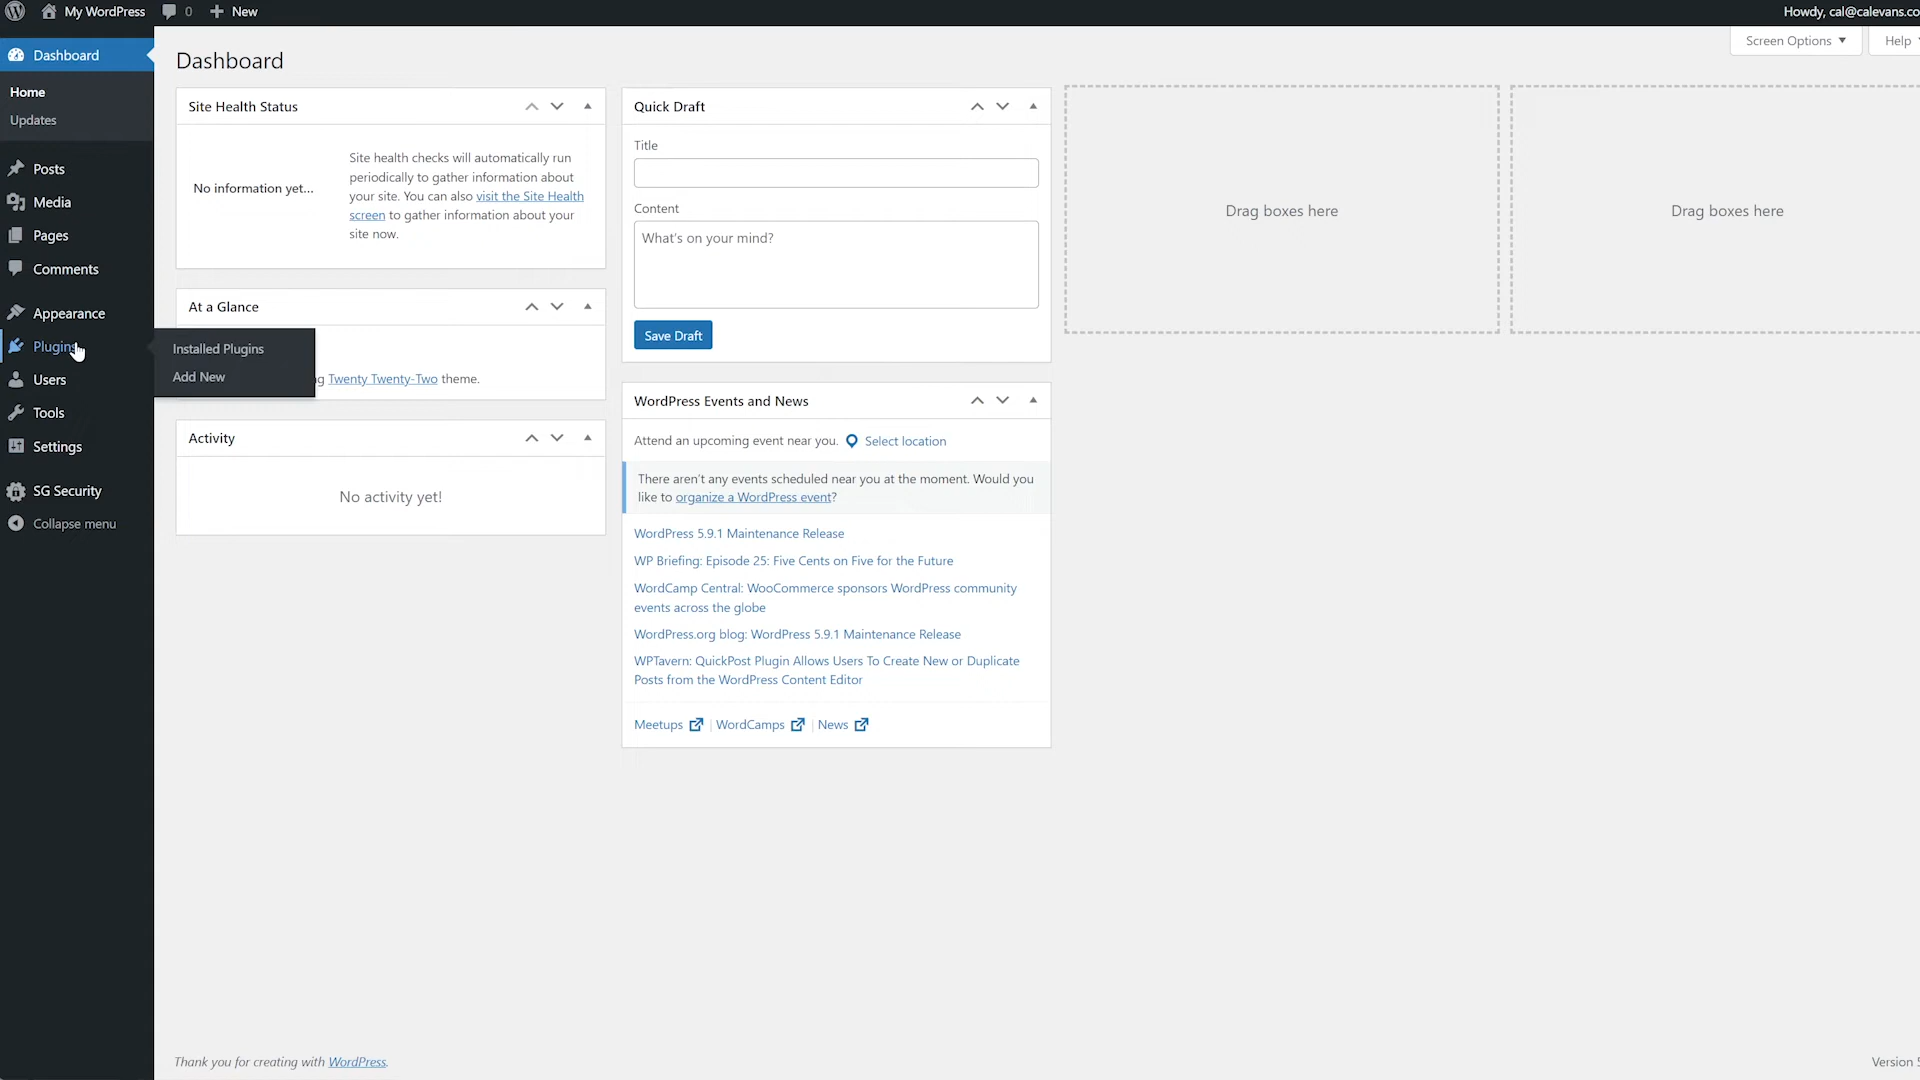 My WordPress 0 New Howdy, cal@calevans.co
Screen Options Help
Dashboard
Home
Updates
Posts
Media
Pages
Comments
Appearance
Plugins
Users
Tools
Settings
SG Security
Collapse menu
Installed Plugins
Add New
Dashboard
Site Health Status
No information yet...
Site health checks will automatically run
periodically to gather information about
your site. You can also visit the Site Health
screen to gather information about your
site now.
At a Glance
Twenty Twenty-Two theme.
Activity
No activity yet!
Quick Draft
Title
Content
What's on your mind?
Save Draft
WordPress Events and News
Attend an upcoming event near you. Select location
There aren't any events scheduled near you at the moment. Would you
like to organize a WordPress event?
WordPress 5.9.1 Maintenance Release
WP Briefing: Episode 25: Five Cents on Five for the Future
WordCamp Central: WooCommerce sponsors WordPress community
events across the globe
WordPress.org blog: WordPress 5.9.1 Maintenance Release
WPTavern: QuickPost Plugin Allows Users To Create New or Duplicate
Posts from the WordPress Content Editor
Meetups | WordCamps | News
Drag boxes here
Drag boxes here
Thank you for creating with WordPress.
Version